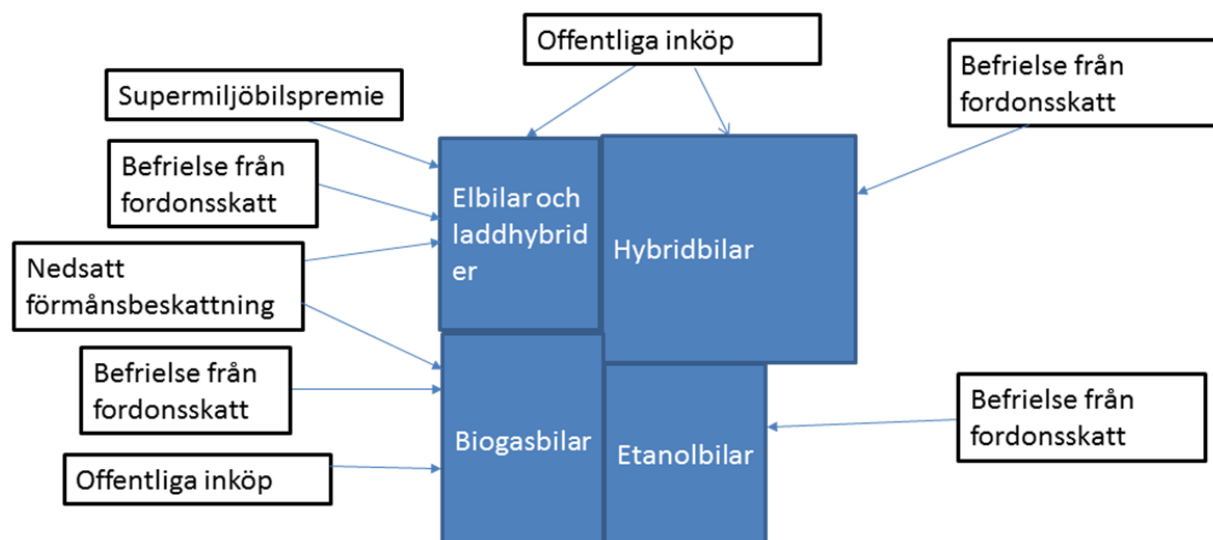 Offentliga inköp
Befrielse från
fordonsskatt
Supermiljöbilspremie
Befrielse från
fordonsskatt
Elbilar och
laddhybrid
er
Hybridbilar
Nedsatt
förmånsbeskattning
Befrielse från
fordonsskatt
Befrielse från
fordonsskatt
Biogasbilar
Etanolbilar
Offentliga inköp